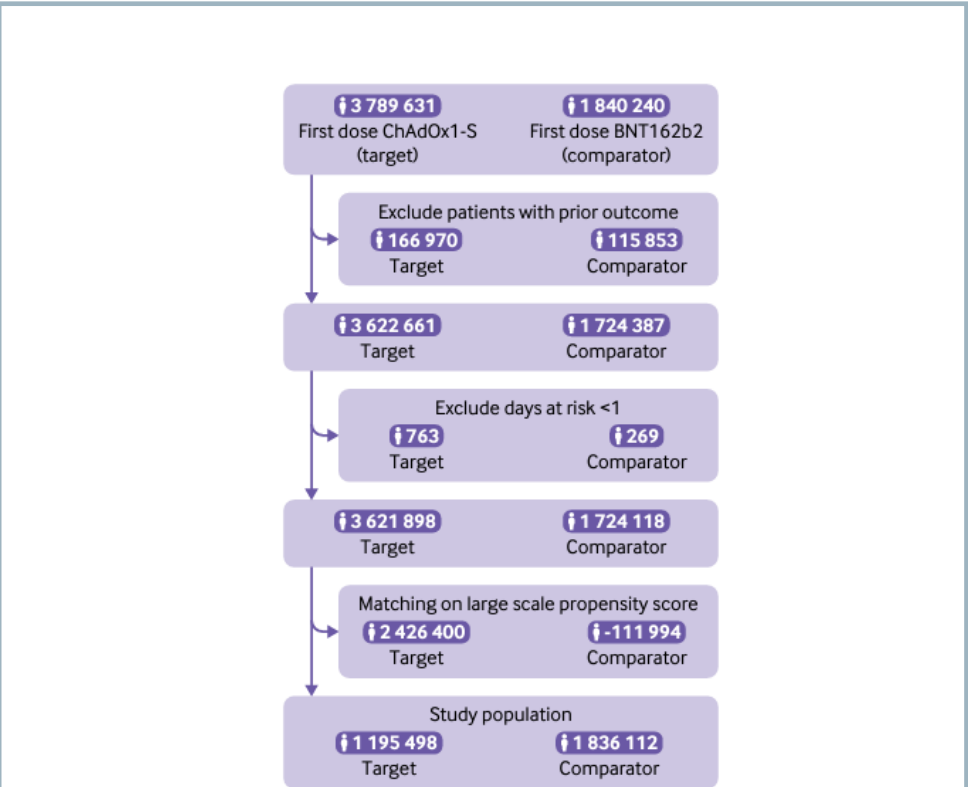 3 789 631 1 840 240
First dose ChAdOx1-S First dose BNT162b2
(target) (comparator)
Exclude patients with prior outcome
166 970 115 853
Target Comparator
3 622 661 1 724 387
Target Comparator
Exclude days at risk <1
763 269
Target Comparator
3 621 898 1 724 118
Target Comparator
Matching on large scale propensity score
2 426 400 -111 994
Target Comparator
Study population
1 195 498 1 836 112
Target Comparator